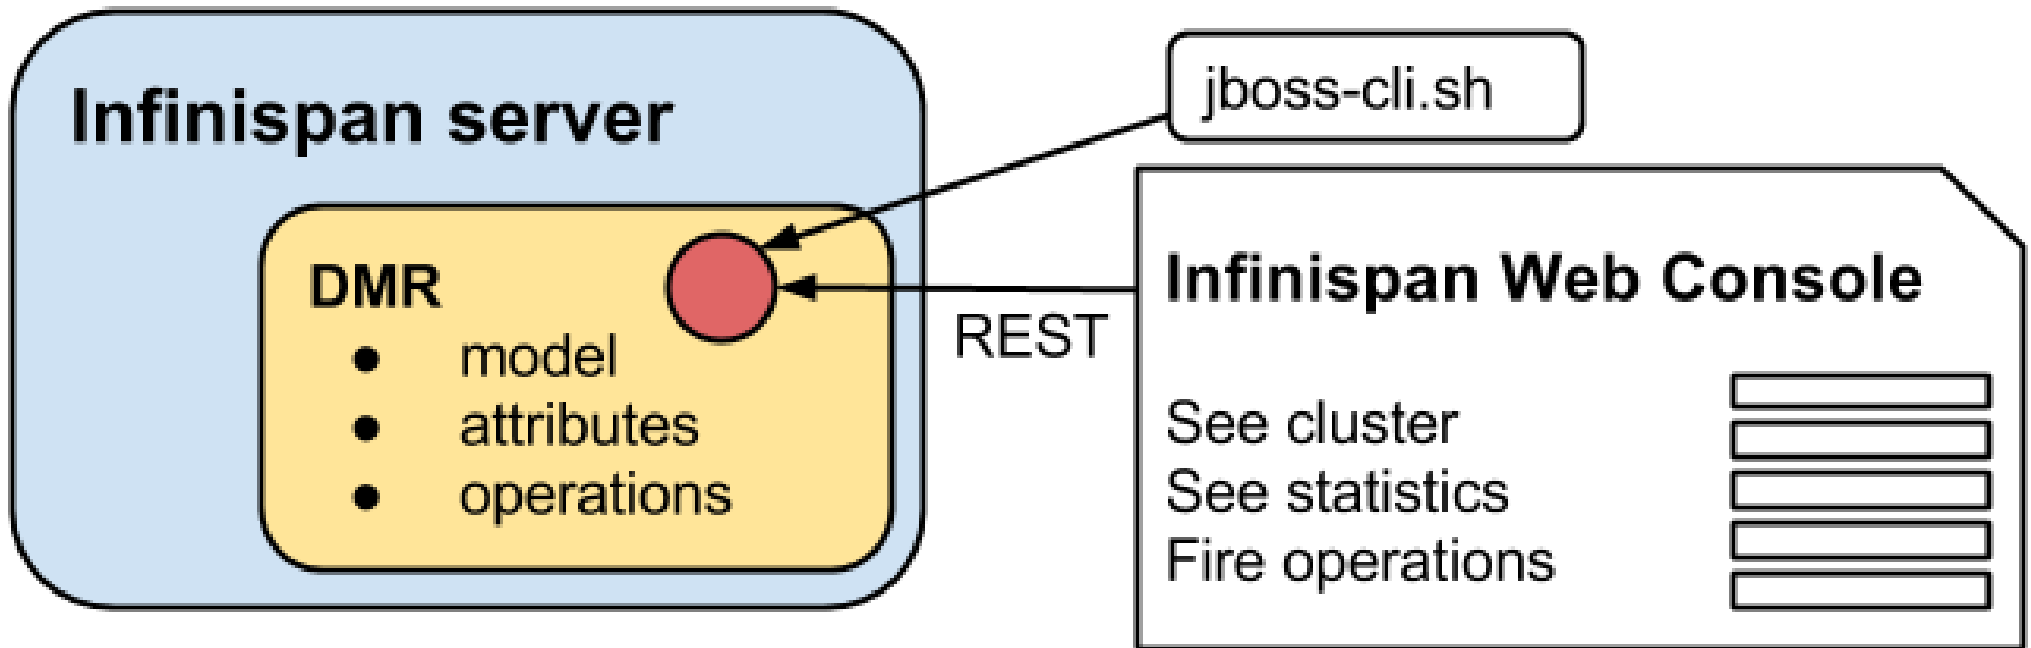 Infinispan server
jboss-cli.sh
DMR
● model
● attributes
● operations
REST
Infinispan Web Console
See cluster
See statistics
Fire operations